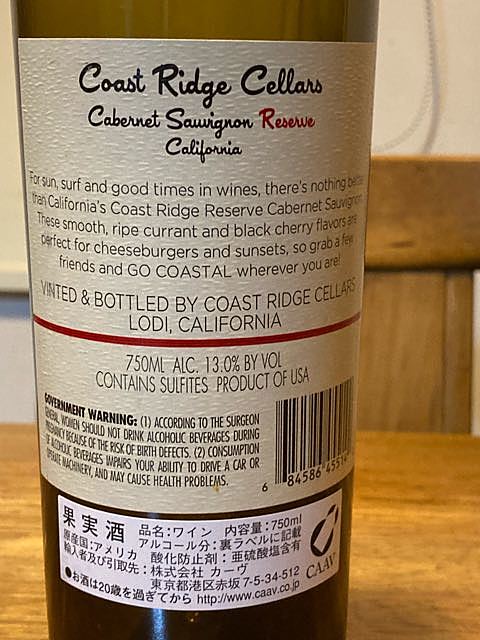 Coast Ridge Cellars
Cabernet Sauvignon Reserve
California
For sun, surf and good times in wines, there's nothing
than California's Coast Ridge Reserve Cabernet Sauvignon.
These smooth, ripe currant and black cherry flavors are
perfect for cheeseburgers and sunsets, so grab a few
friends and GO COASTAL wherever you are!
VINTED & BOTTLED BY COAST RIDGE CELLARS
LODI, CALIFORNIA
750ML ALC. 13.0% BY VOL
CONTAINS SULFITES PRODUCT OF USA
GOVERNMENT WARNING: (1) ACCORDING TO THE SURGEON
GENERAL, WOMEN SHOULD NOT DRINK ALCOHOLIC BEVERAGES DURING
PREGNANCY BECAUSE OF THE RISK OF BIRTH DEFECTS. (2) CONSUMPTION
OF ALCOHOLIC BEVERAGES IMPAIRS YOUR ABILITY TO DRIVE A CAR OR
OPERATE MACHINERY, AND MAY CAUSE HEALTH PROBLEMS.
6 84586 4551
果実酒 品名:ワイン 内容量:750ml
原産国:アメリカ アルコール分:裏ラベルに記載
酸化防止剤:亜硫酸塩含有
輸入者及び引取先:株式会社 カーヴ
東京都港区赤坂7-5-34-512
●お酒は20歳を過ぎてから http://www.caav.co.jp
CAAV